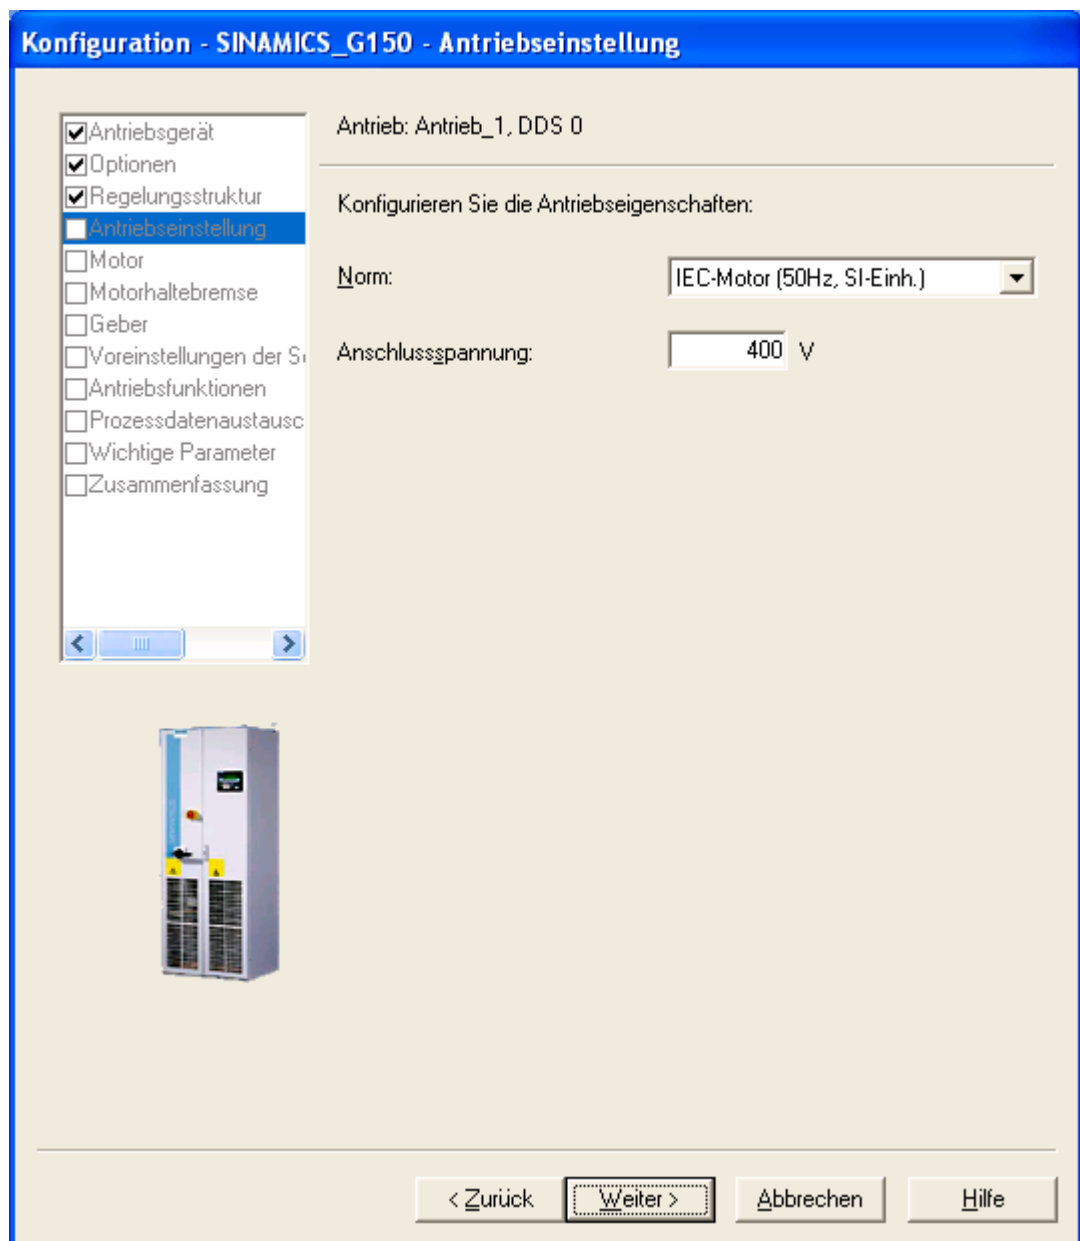 Konfiguration - SINAMICS_G150 - Antriebseinstellung
Antriebsgerät
Optionen
Regelungsstruktur
Antriebseinstellung
Motor
Motorhaltebremse
Geber
Voreinstellungen der S
Antriebsfunktionen
Prozessdatenaustausc
Wichtige Parameter
Zusammenfassung
Antrieb: Antrieb_1, DDS 0
Konfigurieren Sie die Antriebseigenschaften:
Norm:
IEC-Motor (50Hz, SI-Einh.)
Anschlussspannung:
400 V
< Zurück
Weiter >
Abbrechen
Hilfe